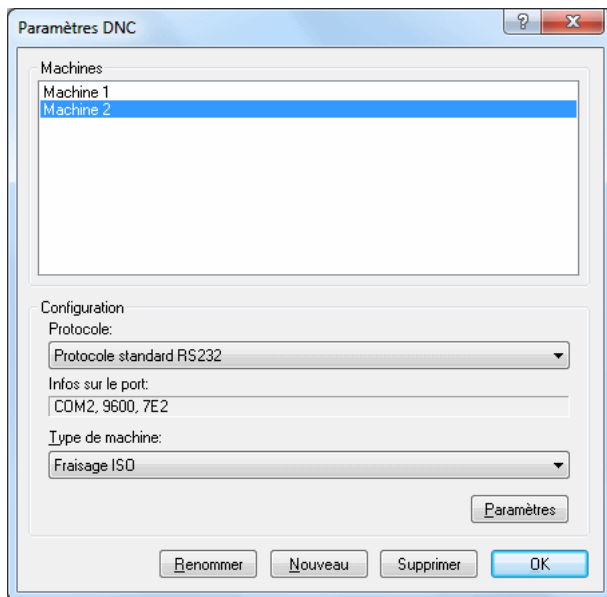 Paramètres DNC
Machines
Machine 1
Machine 2
Configuration
Protocole:
Protocole standard RS232
Infos sur le port:
COM2, 9600, 7E2
Type de machine:
Fraisage ISO
Paramètres
Renommer Nouveau Supprimer OK